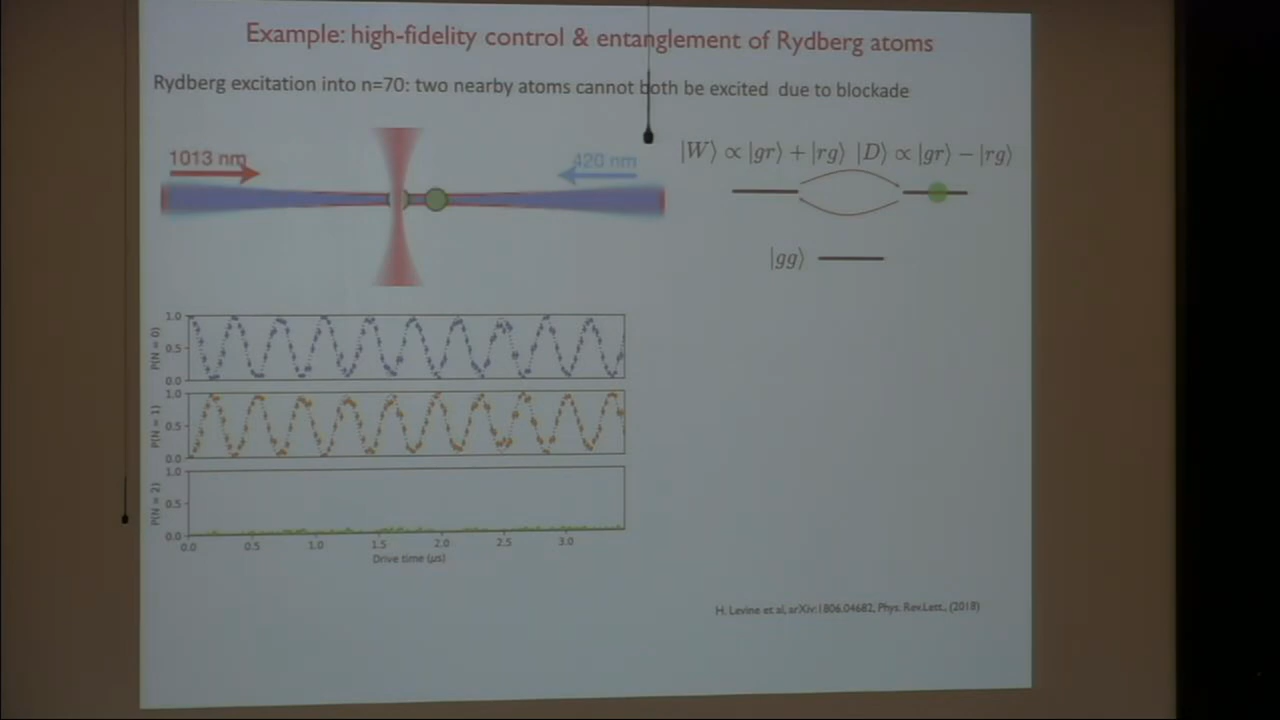 Example: high-fidelity control & entanglement of Rydberg atoms
Rydberg excitation into n=70: two nearby atoms cannot both be excited due to blockade
1013 nm
420 nm
|W⟩ ∝ |gr⟩ + |rg⟩ |D⟩ ∝ |gr⟩ − |rg⟩
|gg⟩
1.0
0.5
0.0
P(N = 0)
1.0
0.5
0.0
P(N = 1)
1.0
0.5
0.0
P(N = 2)
0.0 0.5 1.0 1.5 2.0 2.5 3.0
Drive time (μs)
H. Levine et al, arXiv:1806.04682, Phys. Rev.Lett., (2018)